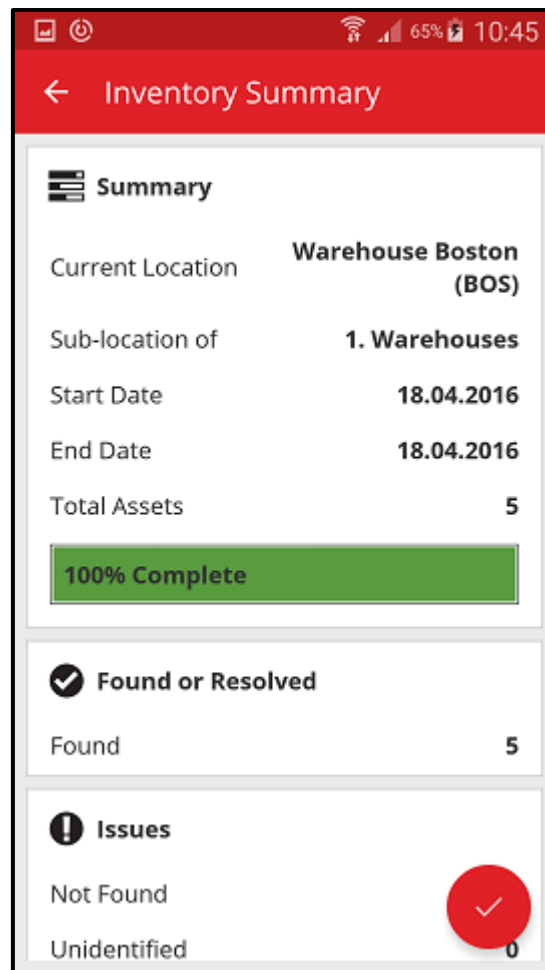 65% 10:45
Inventory Summary
Summary
Current Location Warehouse Boston
(BOS)
Sub-location of 1. Warehouses
Start Date 18.04.2016
End Date 18.04.2016
Total Assets 5
100% Complete
Found or Resolved
Found 5
Issues
Not Found
Unidentified 0